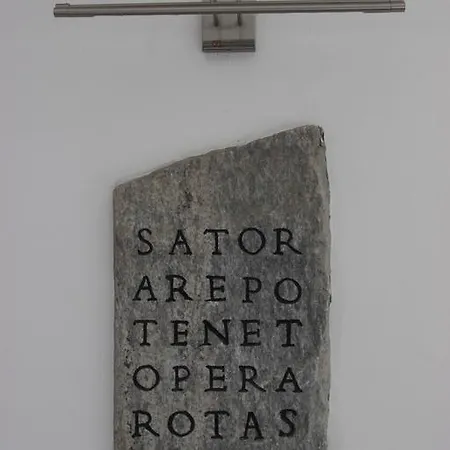 SATOR
AREPO
TENET
OPERA
ROTAS